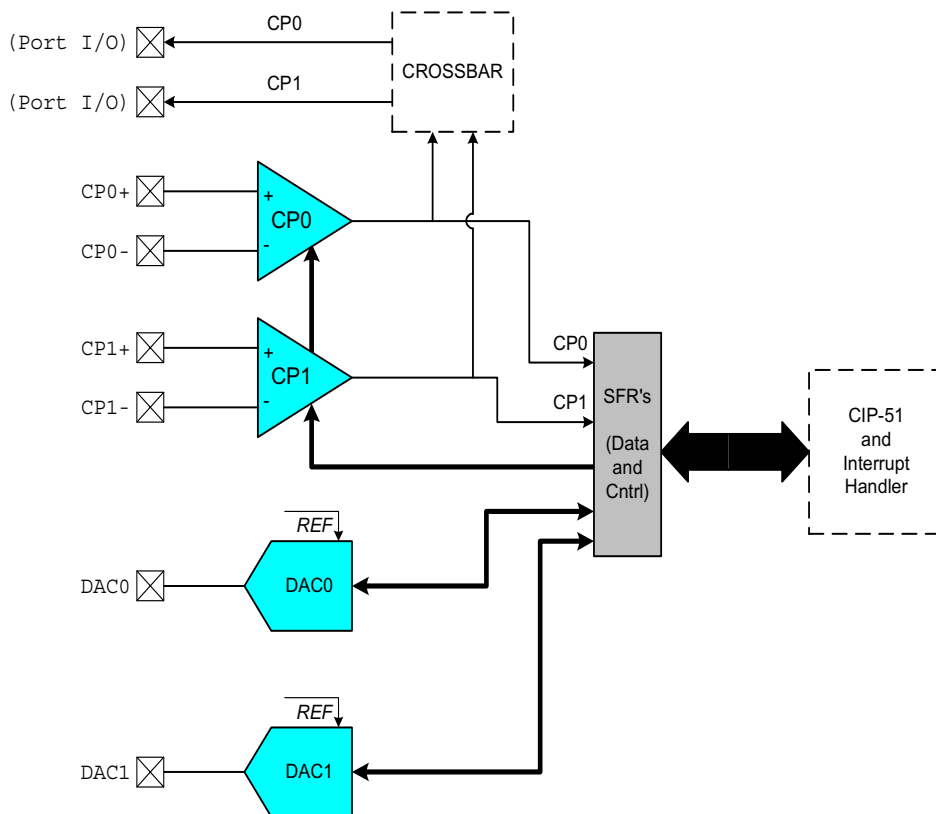 (Port I/O)
CP0
CROSSBAR
(Port I/O)
CP1
CP0+
+
CP0
CP0-
-
CP1+
+
CP1
CP1-
-
CP0
CP1
SFR's
(Data
and
Cntrl)
CIP-51
and
Interrupt
Handler
REF
DAC0
DAC0
REF
DAC1
DAC1